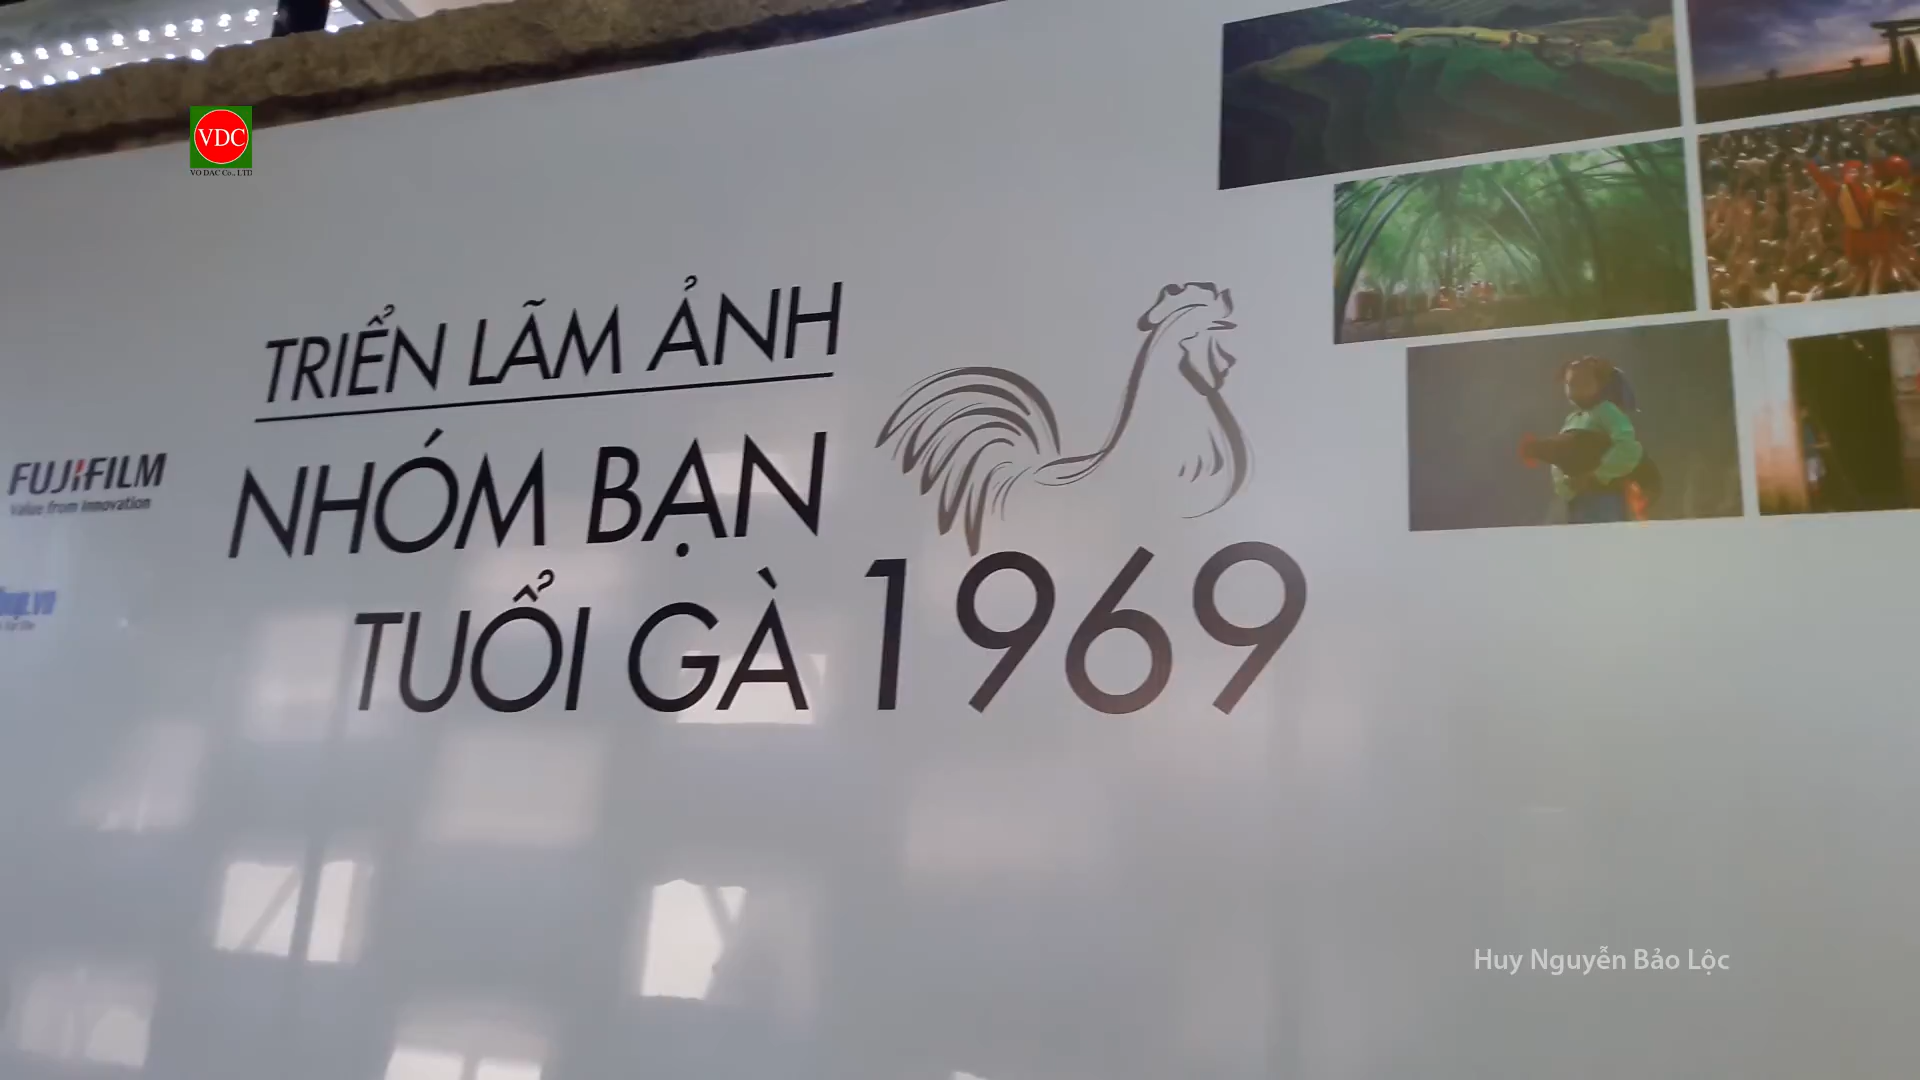 VDC
VO DAC Co., LTD
TRIỂN LÃM ẢNH
NHÓM BẠN
TUỔI GÀ 1969
FUJIFILM
Value from Innovation
Huy Nguyễn Bảo Lộc